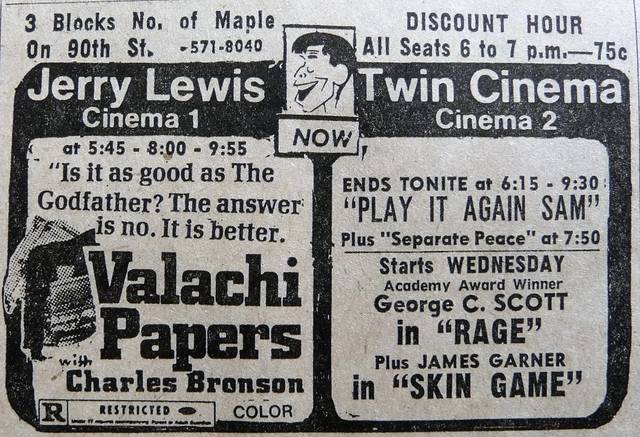 3 Blocks No. of Maple
On 90th St. -571-8040
DISCOUNT HOUR
All Seats 6 to 7 p.m.—75c
Jerry Lewis Twin Cinema
Cinema 1
NOW
Cinema 2
at 5:45 - 8:00 - 9:55
"Is it as good as The
Godfather? The answer
is no. It is better.
Valachi
Papers
with
Charles Bronson
R RESTRICTED
COLOR
ENDS TONITE at 6:15 - 9:30
"PLAY IT AGAIN SAM"
Plus "Separate Peace" at 7:50
Starts WEDNESDAY
Academy Award Winner
George C. SCOTT
in "RAGE"
Plus JAMES GARNER
in "SKIN GAME"